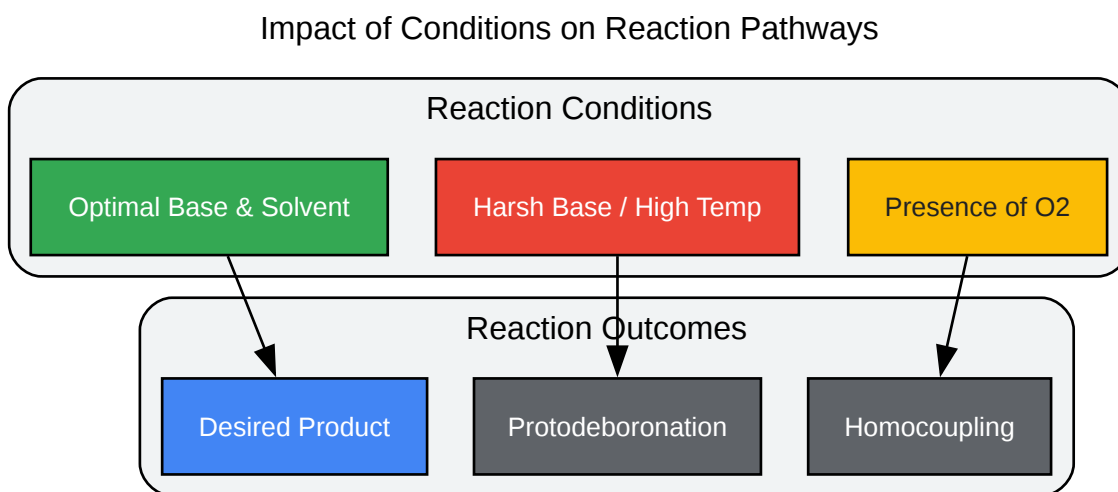 Impact of Conditions on Reaction Pathways
Reaction Conditions
Optimal Base & Solvent
Harsh Base / High Temp
Presence of O2
Reaction Outcomes
Desired Product
Protodeboronation
Homocoupling